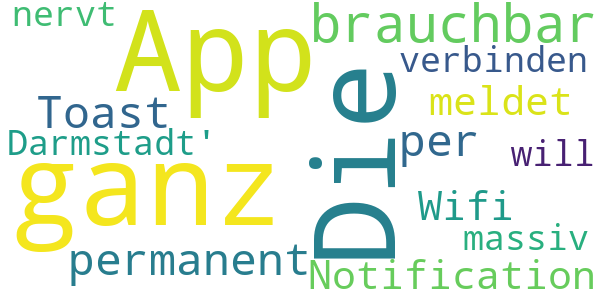 nervt
App
brauchbar
verbinden
Toast
meldet
Darmstadt'
per
will
ganz
Die
Wifi
massiv
permanent
Notification